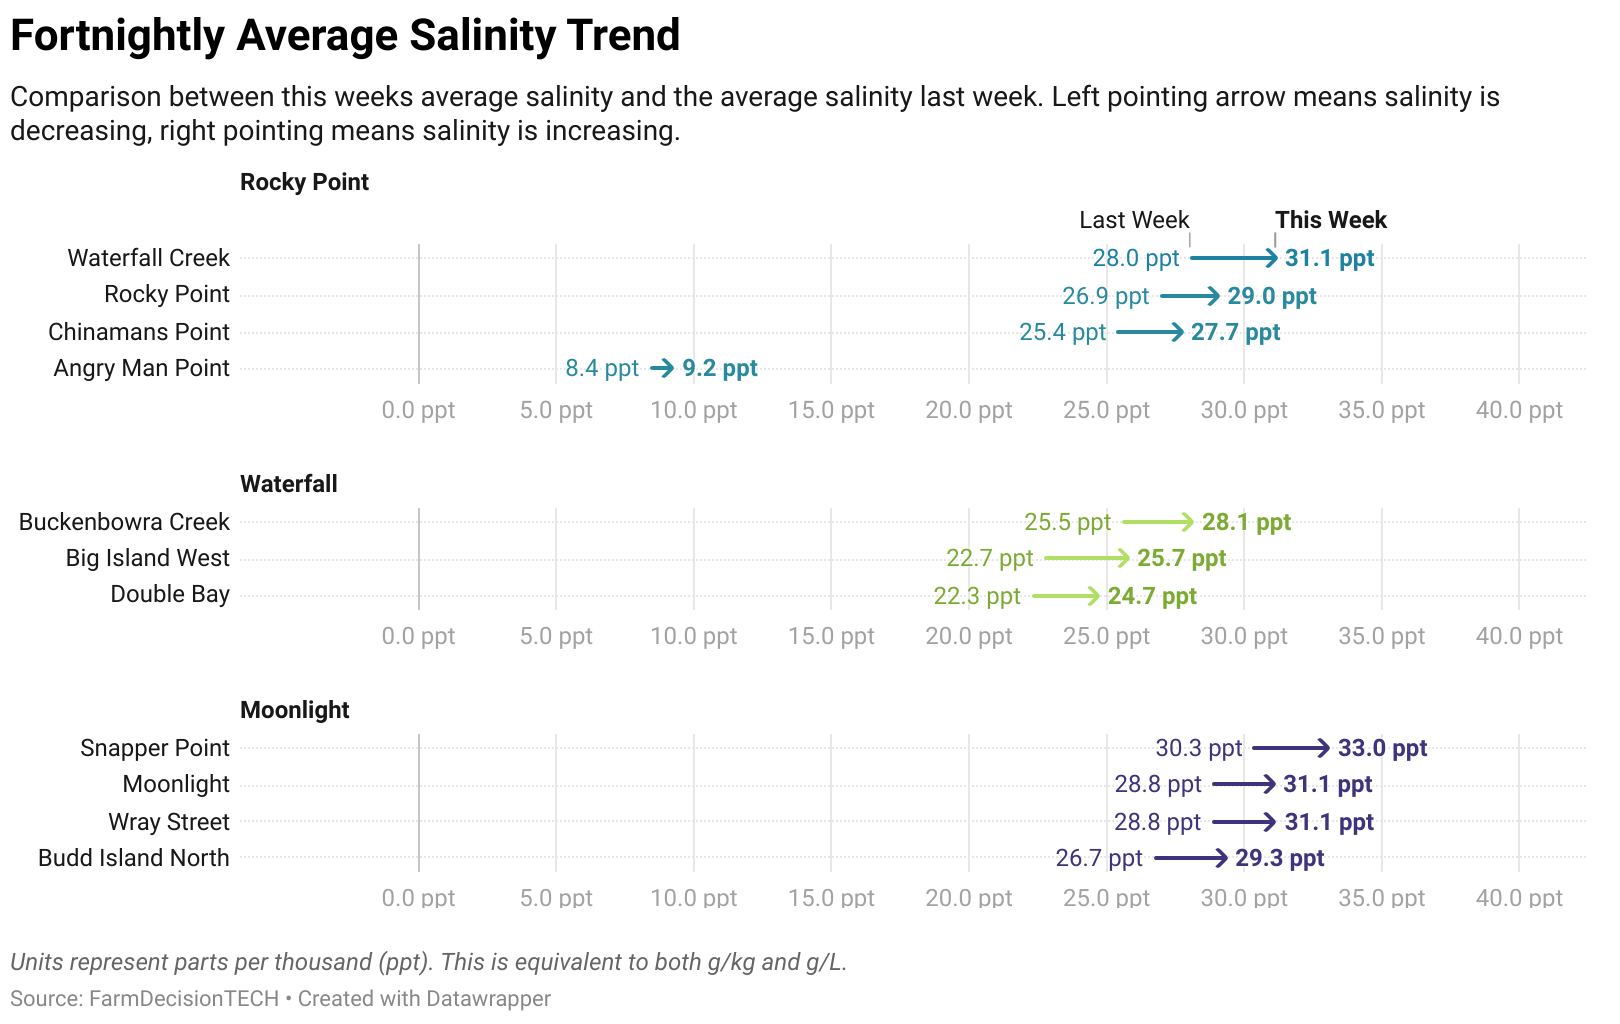 Fortnightly Average Salinity Trend
Comparison between this weeks average salinity and the average salinity last week. Left pointing arrow means salinity is
decreasing, right pointing means salinity is increasing.
Rocky Point
Last Week This Week
Waterfall Creek 28.0 ppt 31.1 ppt
Rocky Point 26.9 ppt 29.0 ppt
Chinamans Point 25.4 ppt 27.7 ppt
Angry Man Point 8.4 ppt 9.2 ppt
0.0 ppt 5.0 ppt 10.0 ppt 15.0 ppt 20.0 ppt 25.0 ppt 30.0 ppt 35.0 ppt 40.0 ppt
Waterfall
Buckenbowra Creek 25.5 ppt 28.1 ppt
Big Island West 22.7 ppt 25.7 ppt
Double Bay 22.3 ppt 24.7 ppt
0.0 ppt 5.0 ppt 10.0 ppt 15.0 ppt 20.0 ppt 25.0 ppt 30.0 ppt 35.0 ppt 40.0 ppt
Moonlight
Snapper Point 30.3 ppt 33.0 ppt
Moonlight 28.8 ppt 31.1 ppt
Wray Street 28.8 ppt 31.1 ppt
Budd Island North 26.7 ppt 29.3 ppt
0.0 ppt 5.0 ppt 10.0 ppt 15.0 ppt 20.0 ppt 25.0 ppt 30.0 ppt 35.0 ppt 40.0 ppt
Units represent parts per thousand (ppt). This is equivalent to both g/kg and g/L.
Source: FarmDecisionTECH • Created with Datawrapper